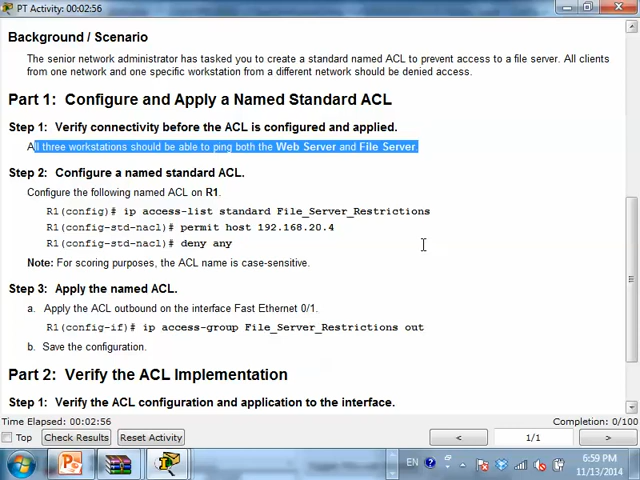 PT Activity: 00:02:56
Background / Scenario
The senior network administrator has tasked you to create a standard named ACL to prevent access to a file server. All clients
from one network and one specific workstation from a different network should be denied access.
Part 1: Configure and Apply a Named Standard ACL
Step 1: Verify connectivity before the ACL is configured and applied.
All three workstations should be able to ping both the Web Server and File Server.
Step 2: Configure a named standard ACL.
Configure the following named ACL on R1.
R1(config)# ip access-list standard File_Server_Restrictions
R1(config-std-nacl)# permit host 192.168.20.4
R1(config-std-nacl)# deny any
Note: For scoring purposes, the ACL name is case-sensitive.
Step 3: Apply the named ACL.
a. Apply the ACL outbound on the interface Fast Ethernet 0/1.
R1(config-if)# ip access-group File_Server_Restrictions out
b. Save the configuration.
Part 2: Verify the ACL Implementation
Step 1: Verify the ACL configuration and application to the interface.
Time Elapsed: 00:02:56 Completion: 0/100
Top Check Results Reset Activity < 1/1 >
EN 6:59 PM
11/13/2014